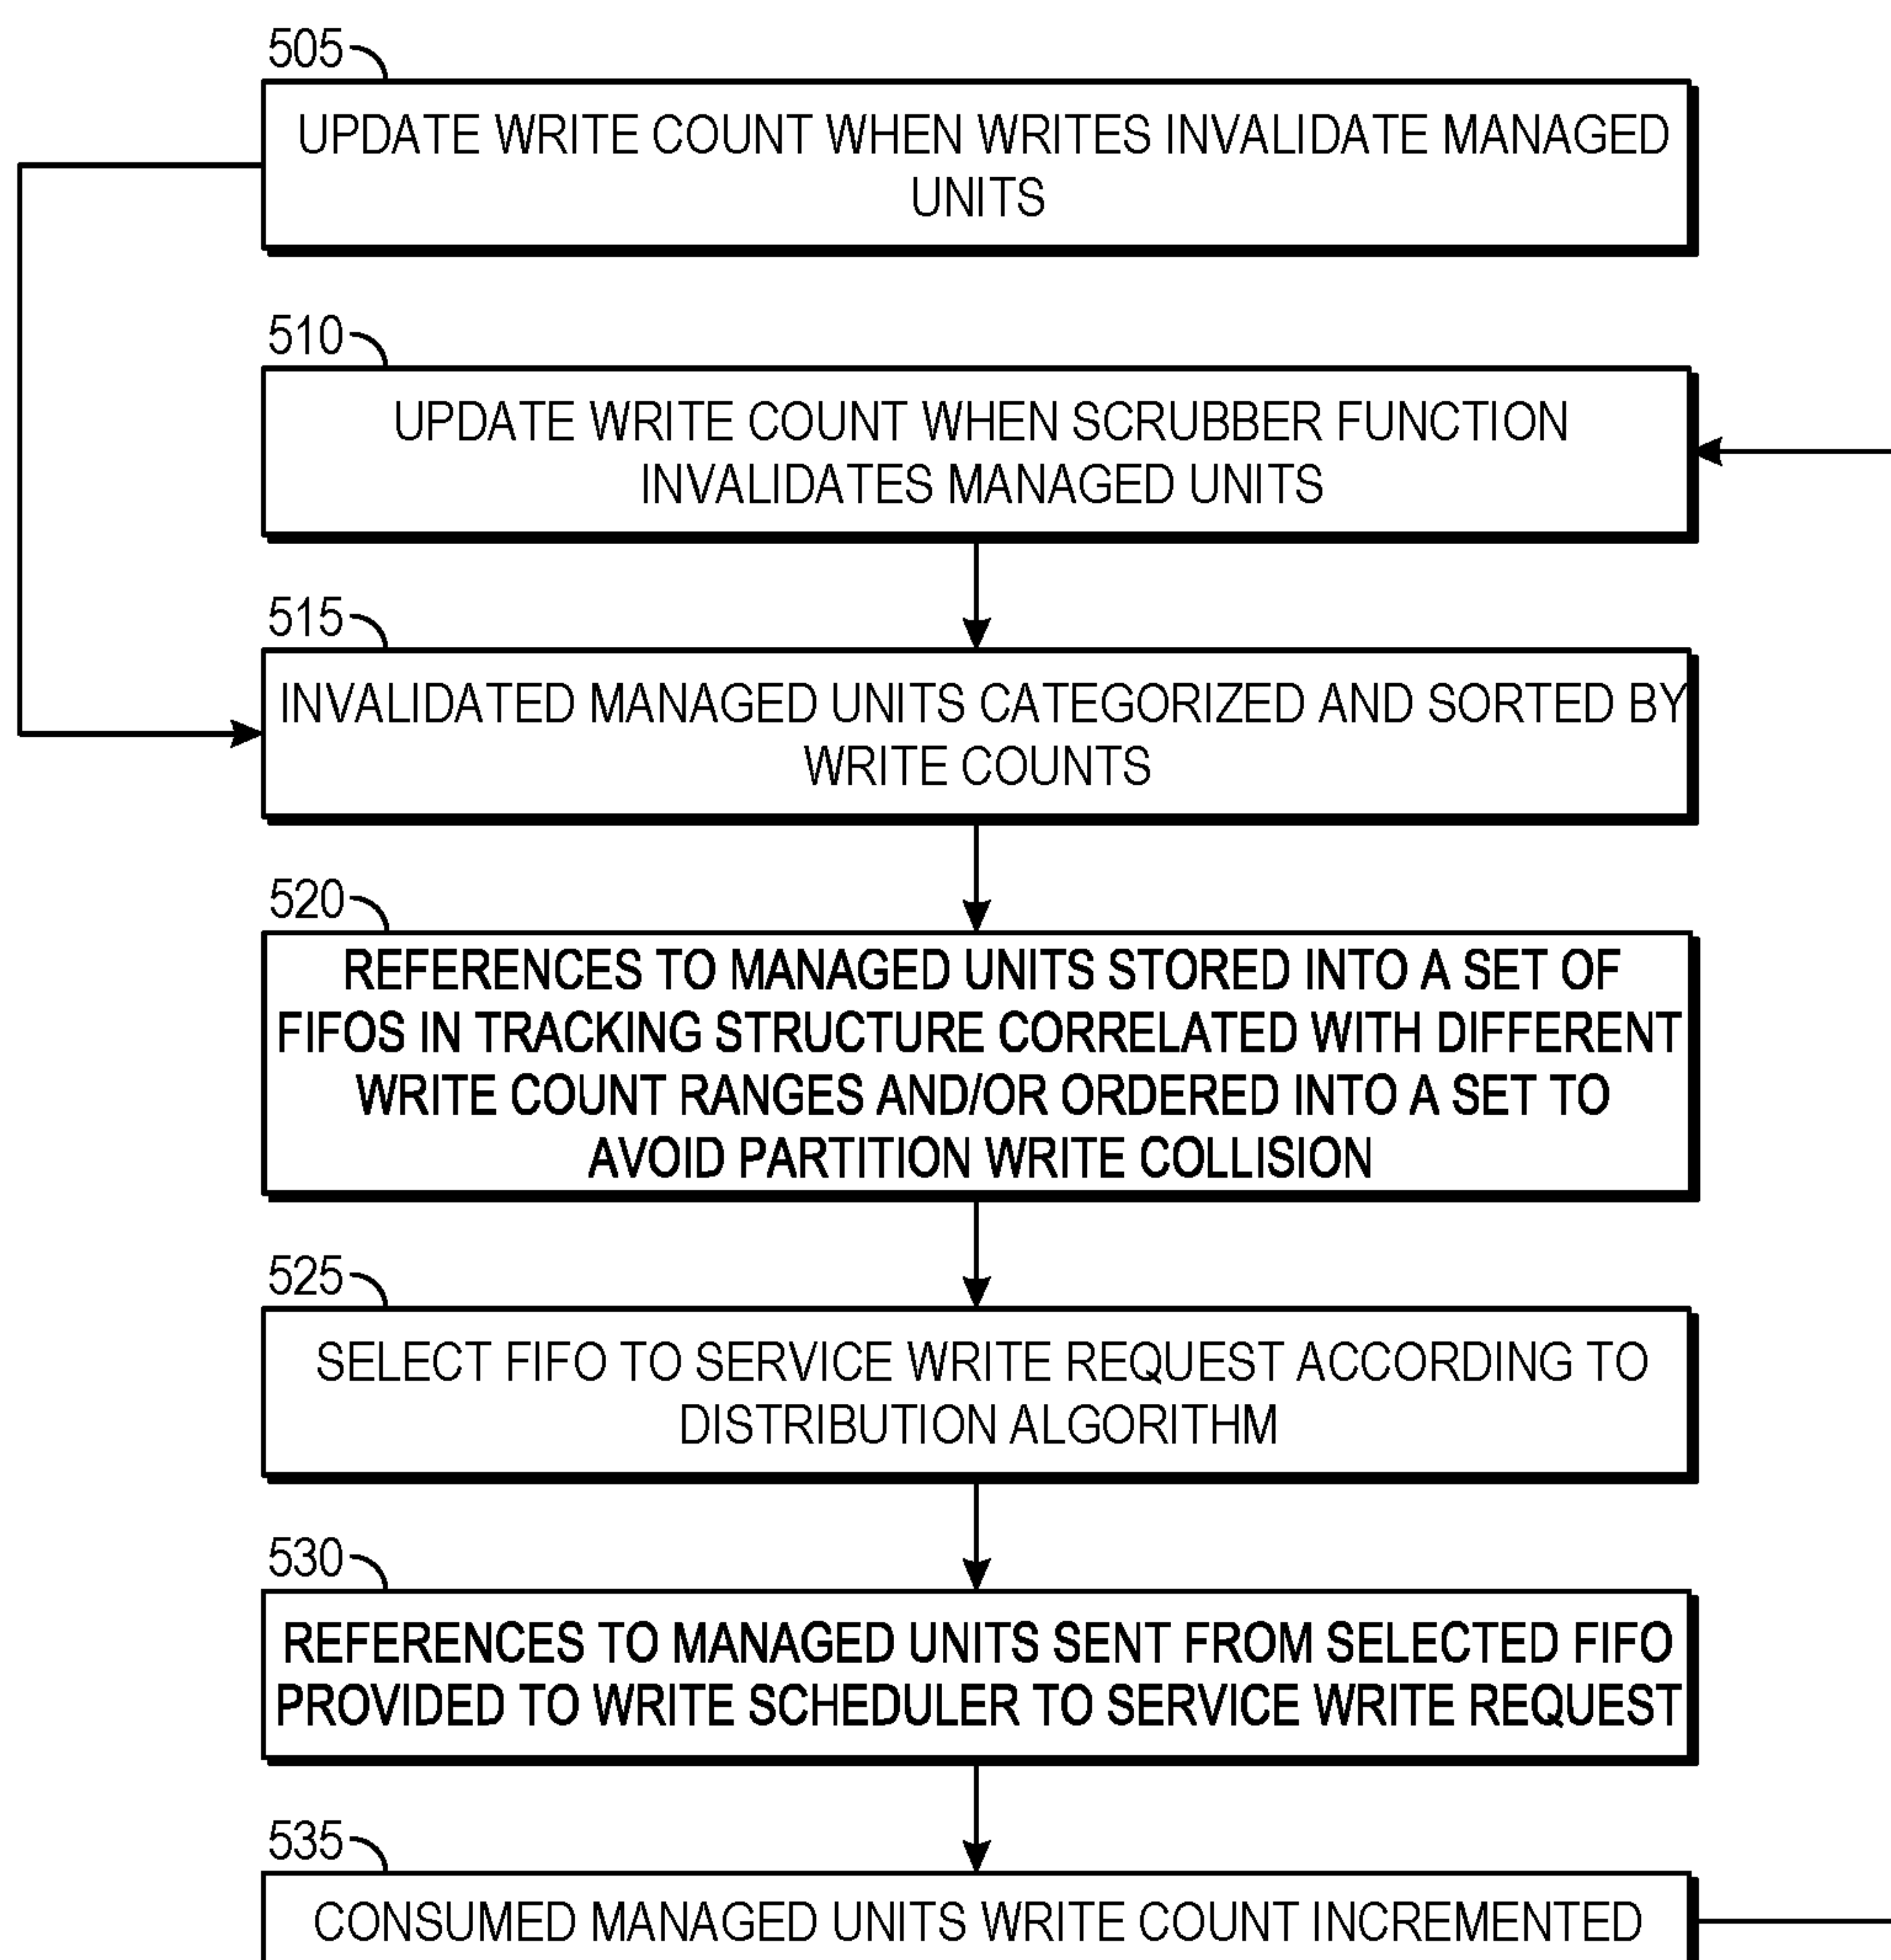 505
UPDATE WRITE COUNT WHEN WRITES INVALIDATE MANAGED
UNITS
510
UPDATE WRITE COUNT WHEN SCRUBBER FUNCTION
INVALIDATES MANAGED UNITS
515
INVALIDATED MANAGED UNITS CATEGORIZED AND SORTED BY
WRITE COUNTS
520
REFERENCES TO MANAGED UNITS STORED INTO A SET OF
FIFOS IN TRACKING STRUCTURE CORRELATED WITH DIFFERENT
WRITE COUNT RANGES AND/OR ORDERED INTO A SET TO
AVOID PARTITION WRITE COLLISION
525
SELECT FIFO TO SERVICE WRITE REQUEST ACCORDING TO
DISTRIBUTION ALGORITHM
530
REFERENCES TO MANAGED UNITS SENT FROM SELECTED FIFO
PROVIDED TO WRITE SCHEDULER TO SERVICE WRITE REQUEST
535
CONSUMED MANAGED UNITS WRITE COUNT INCREMENTED